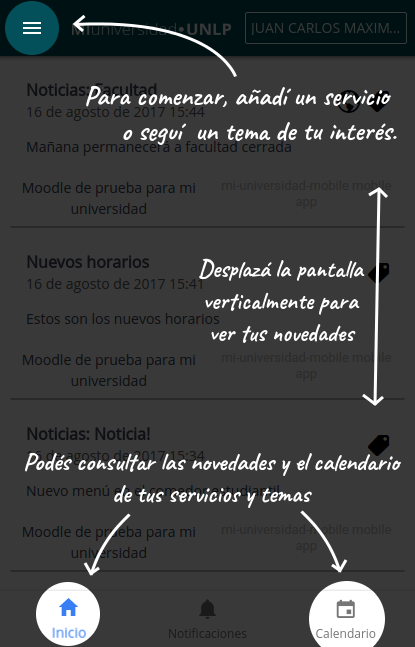 Miuniversidad•UNLP
JUAN CARLOS MAXIM...
Noticias: Facultad
16 de agosto de 2017 15:44
Para comenzar, añadí un servicio
o seguí un tema de tu interés.
Mañana permanecerá a facultad cerrada
Moodle de prueba para mi
universidad
mi-universidad-mobile mobile
app
Nuevos horarios
16 de agosto de 2017 15:41
Estos son los nuevos horarios
Desplazá la pantalla
verticalmente para
ver tus novedades
Moodle de prueba para mi
universidad
mi-universidad-mobile mobile
app
Noticias: Noticia!
16 de agosto de 2017 15:34
Podés consultar las novedades y el calendario
de tus servicios y temas
Nuevo menú en el comedor estudiantil
Moodle de prueba para mi
universidad
mi-universidad-mobile mobile
app
Inicio
Notificaciones
Calendario